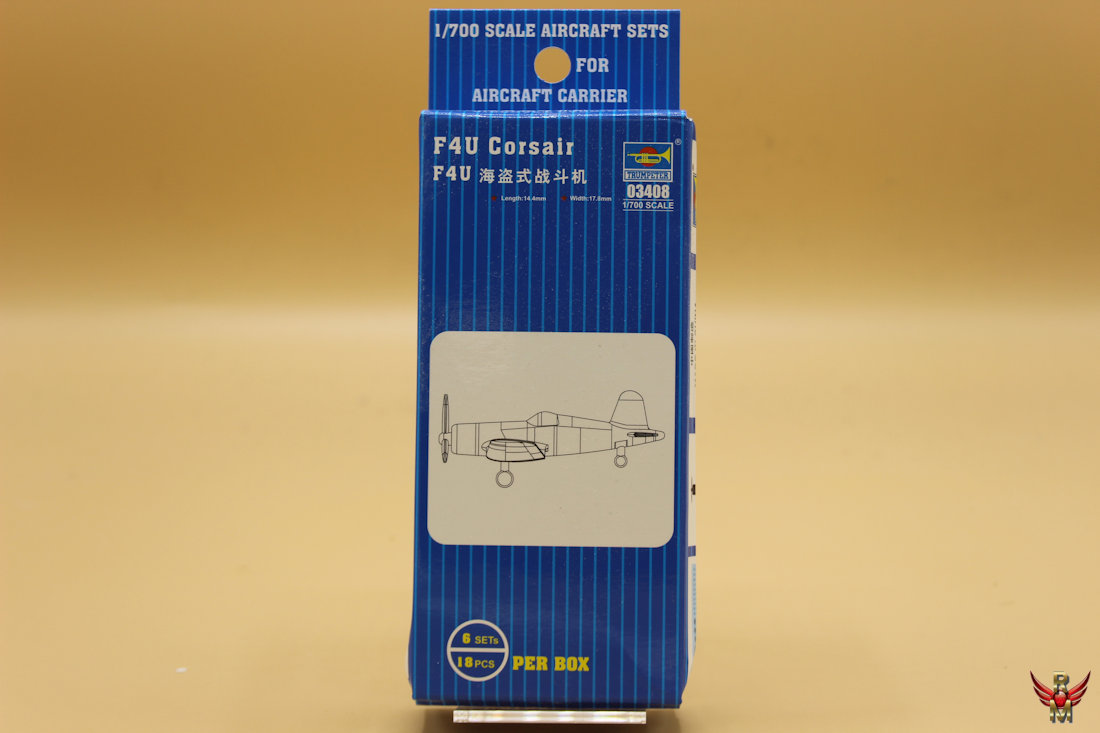 1/700 SCALE AIRCRAFT SETS
FOR
AIRCRAFT CARRIER
F4U Corsair
F4U 海盗式战斗机
Length:14.4mm Width:17.8mm
®
TRUMPETER
03408
1/700 SCALE
6 SETs
18 PCS
PER BOX
R
M